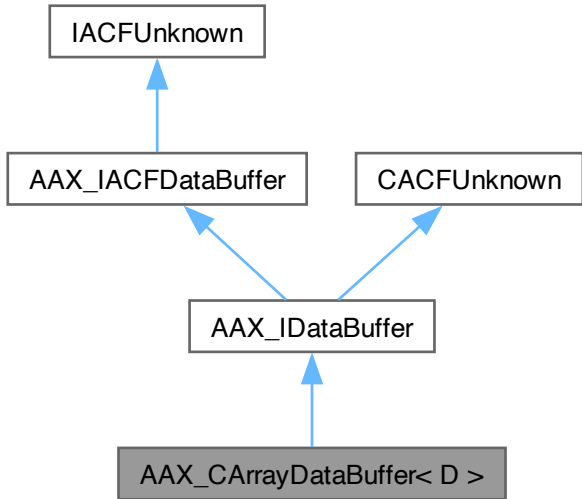 IACFUnknown
AAX_IACFDataBuffer
CACFUnknown
AAX_IDataBuffer
AAX_CArrayDataBuffer< D >